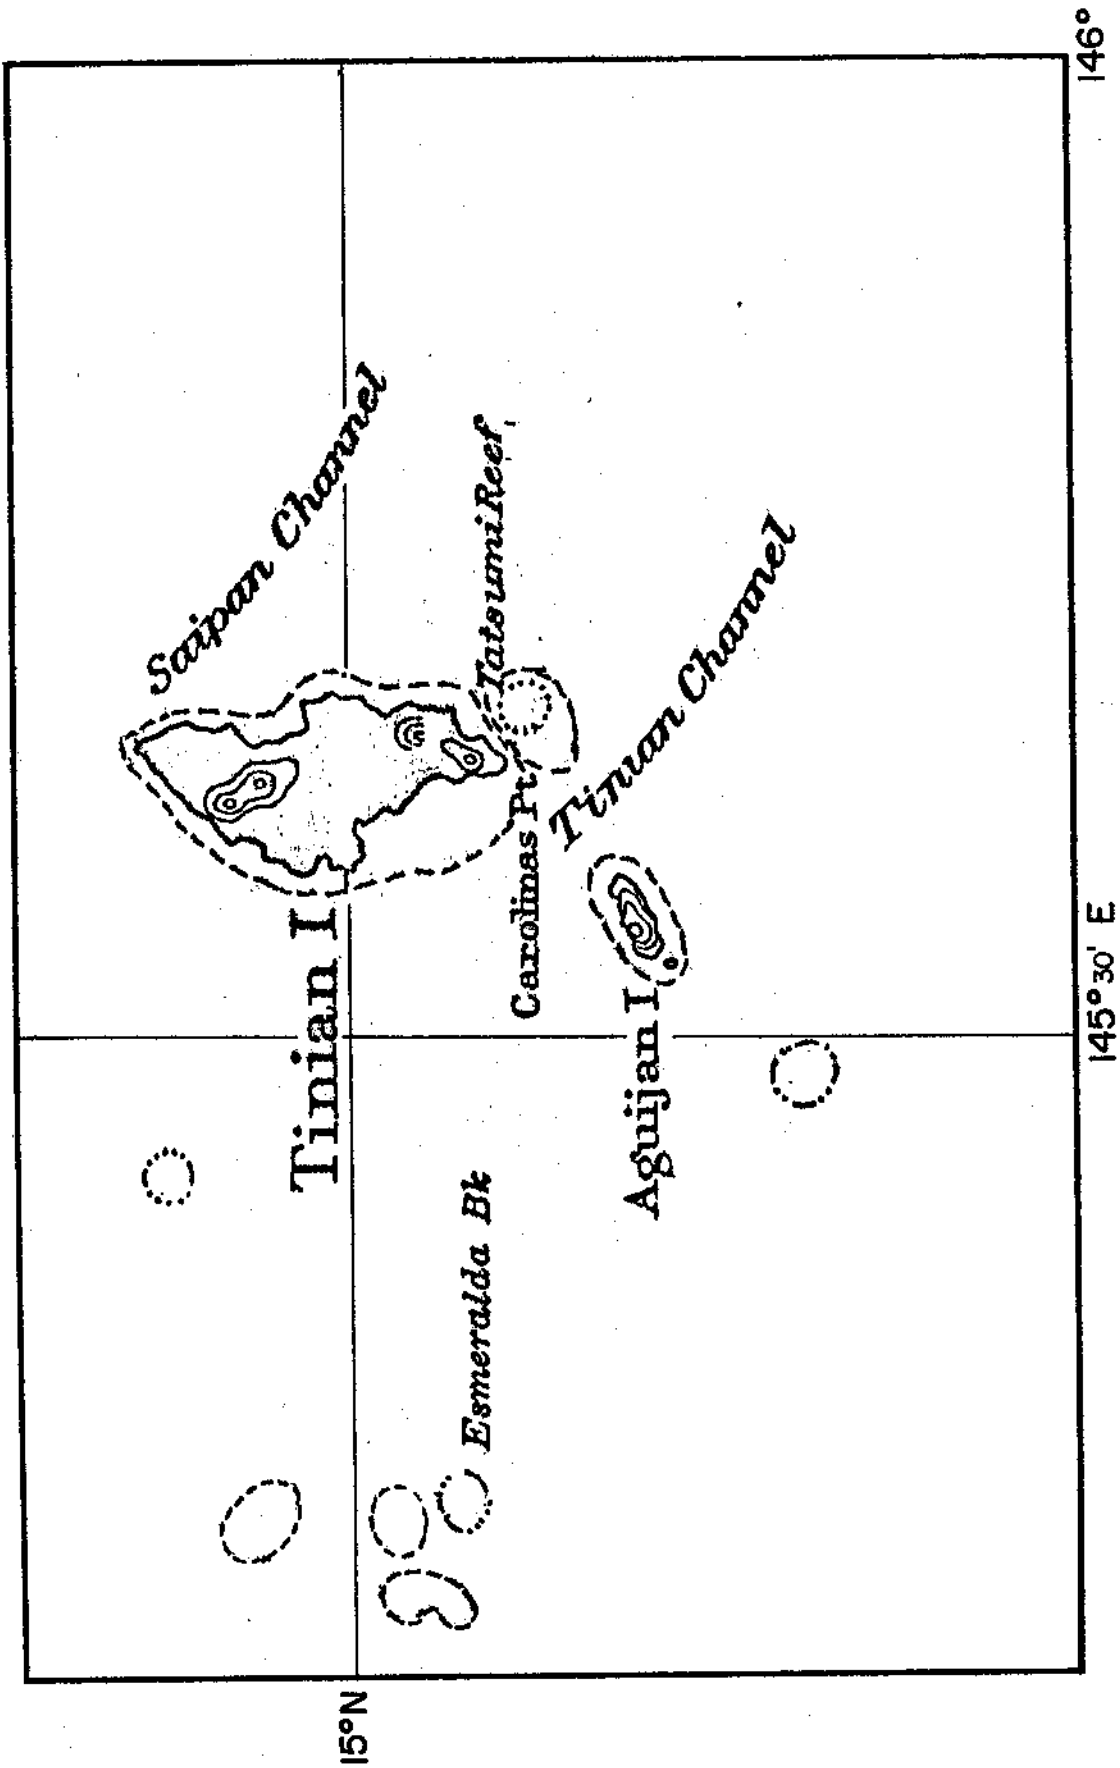 Saipan Channel
Tinian I
15°N
Tatsumi Reef
Carolinas Pt
Esmeralda Bk
Tinian Channel
Aguijan I
145°30' E
146°